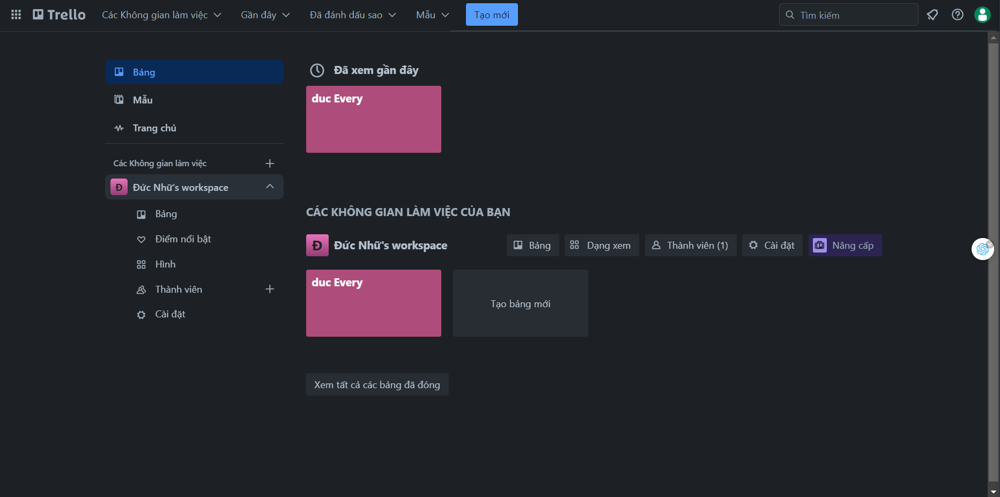 Trello Các Không gian làm việc Gần đây Đã đánh dấu sao Mẫu Tạo mới Tìm kiếm
Bảng
Mẫu
Trang chủ
Các Không gian làm việc
Đ Đức Nhữ's workspace
Bảng
Điểm nổi bật
Hình
Thành viên
Cài đặt
Đã xem gần đây
duc Every
CÁC KHÔNG GIAN LÀM VIỆC CỦA BẠN
Đ Đức Nhữ's workspace Bảng Dạng xem Thành viên (1) Cài đặt Nâng cấp
duc Every
Tạo bảng mới
Xem tất cả các bảng đã đóng